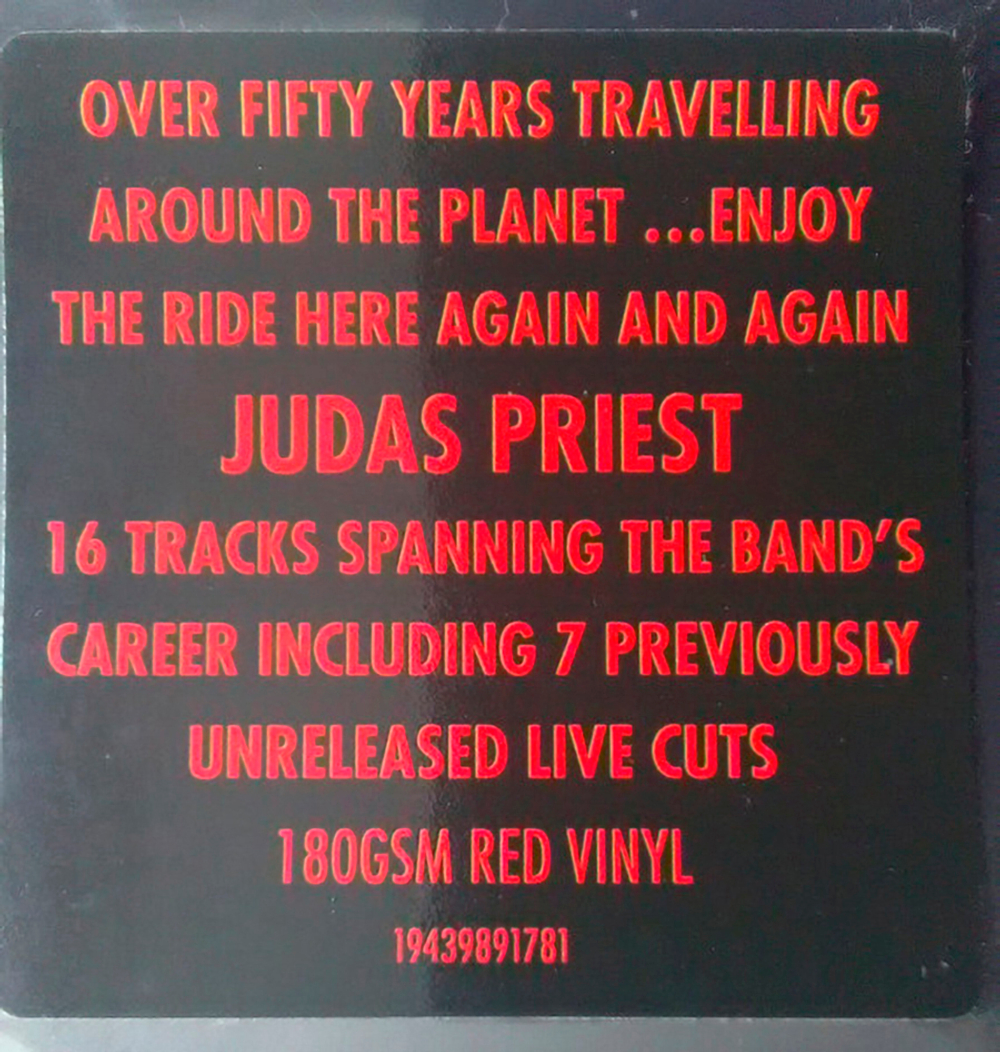 OVER FIFTY YEARS TRAVELLING
AROUND THE PLANET ...ENJOY
THE RIDE HERE AGAIN AND AGAIN
JUDAS PRIEST
16 TRACKS SPANNING THE BAND'S
CAREER INCLUDING 7 PREVIOUSLY
UNRELEASED LIVE CUTS
180GSM RED VINYL
19439891781